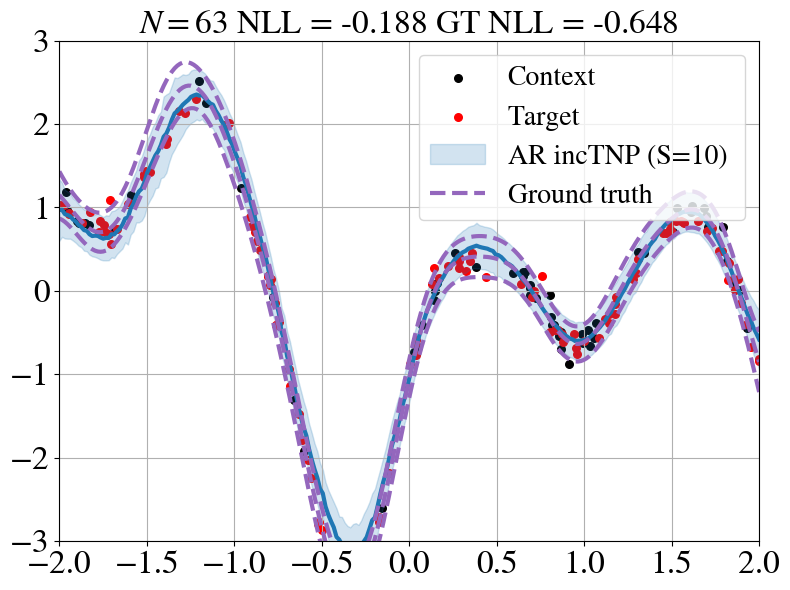 N = 63 NLL = -0.188 GT NLL = -0.648
3
2
1
0
−1
−2
−3
Context
Target
AR incTNP (S=10)
Ground truth
−2.0 −1.5 −1.0 −0.5 0.0 0.5 1.0 1.5 2.0